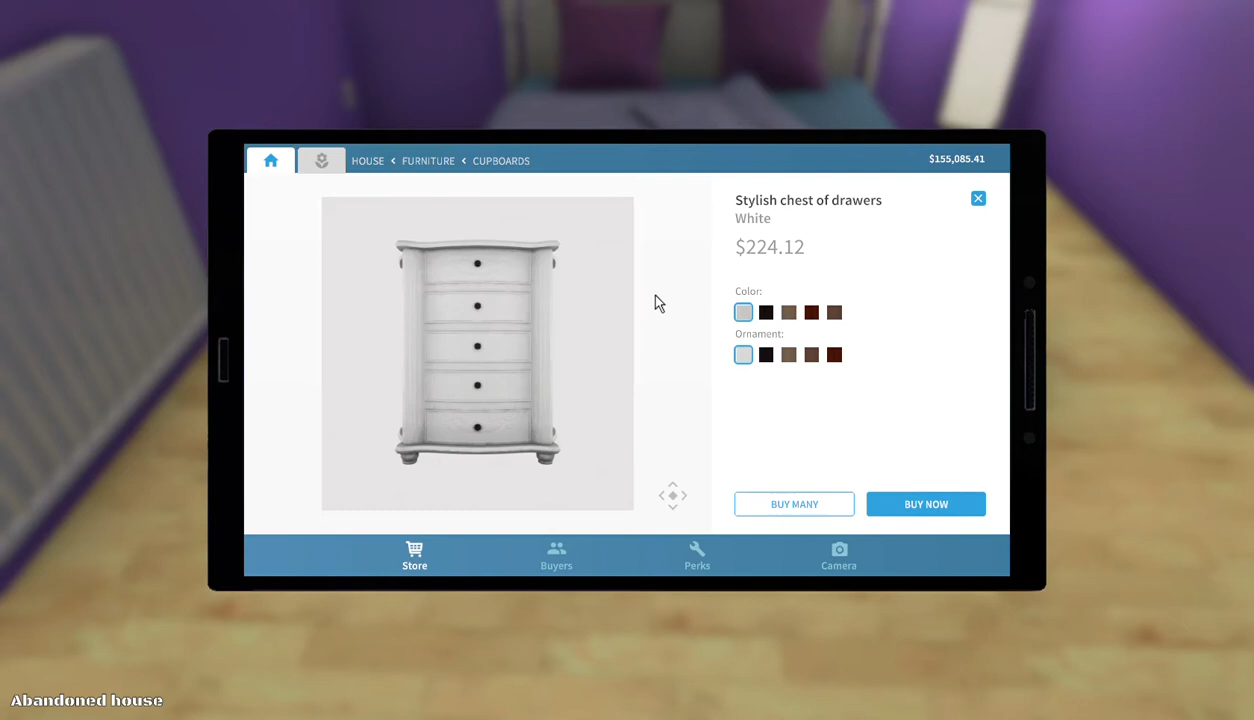 HOUSE < FURNITURE < CUPBOARDS
$155,085.41
Stylish chest of drawers
White
$224.12
Color:
Ornament:
BUY MANY
BUY NOW
Store
Buyers
Perks
Camera
Abandoned house